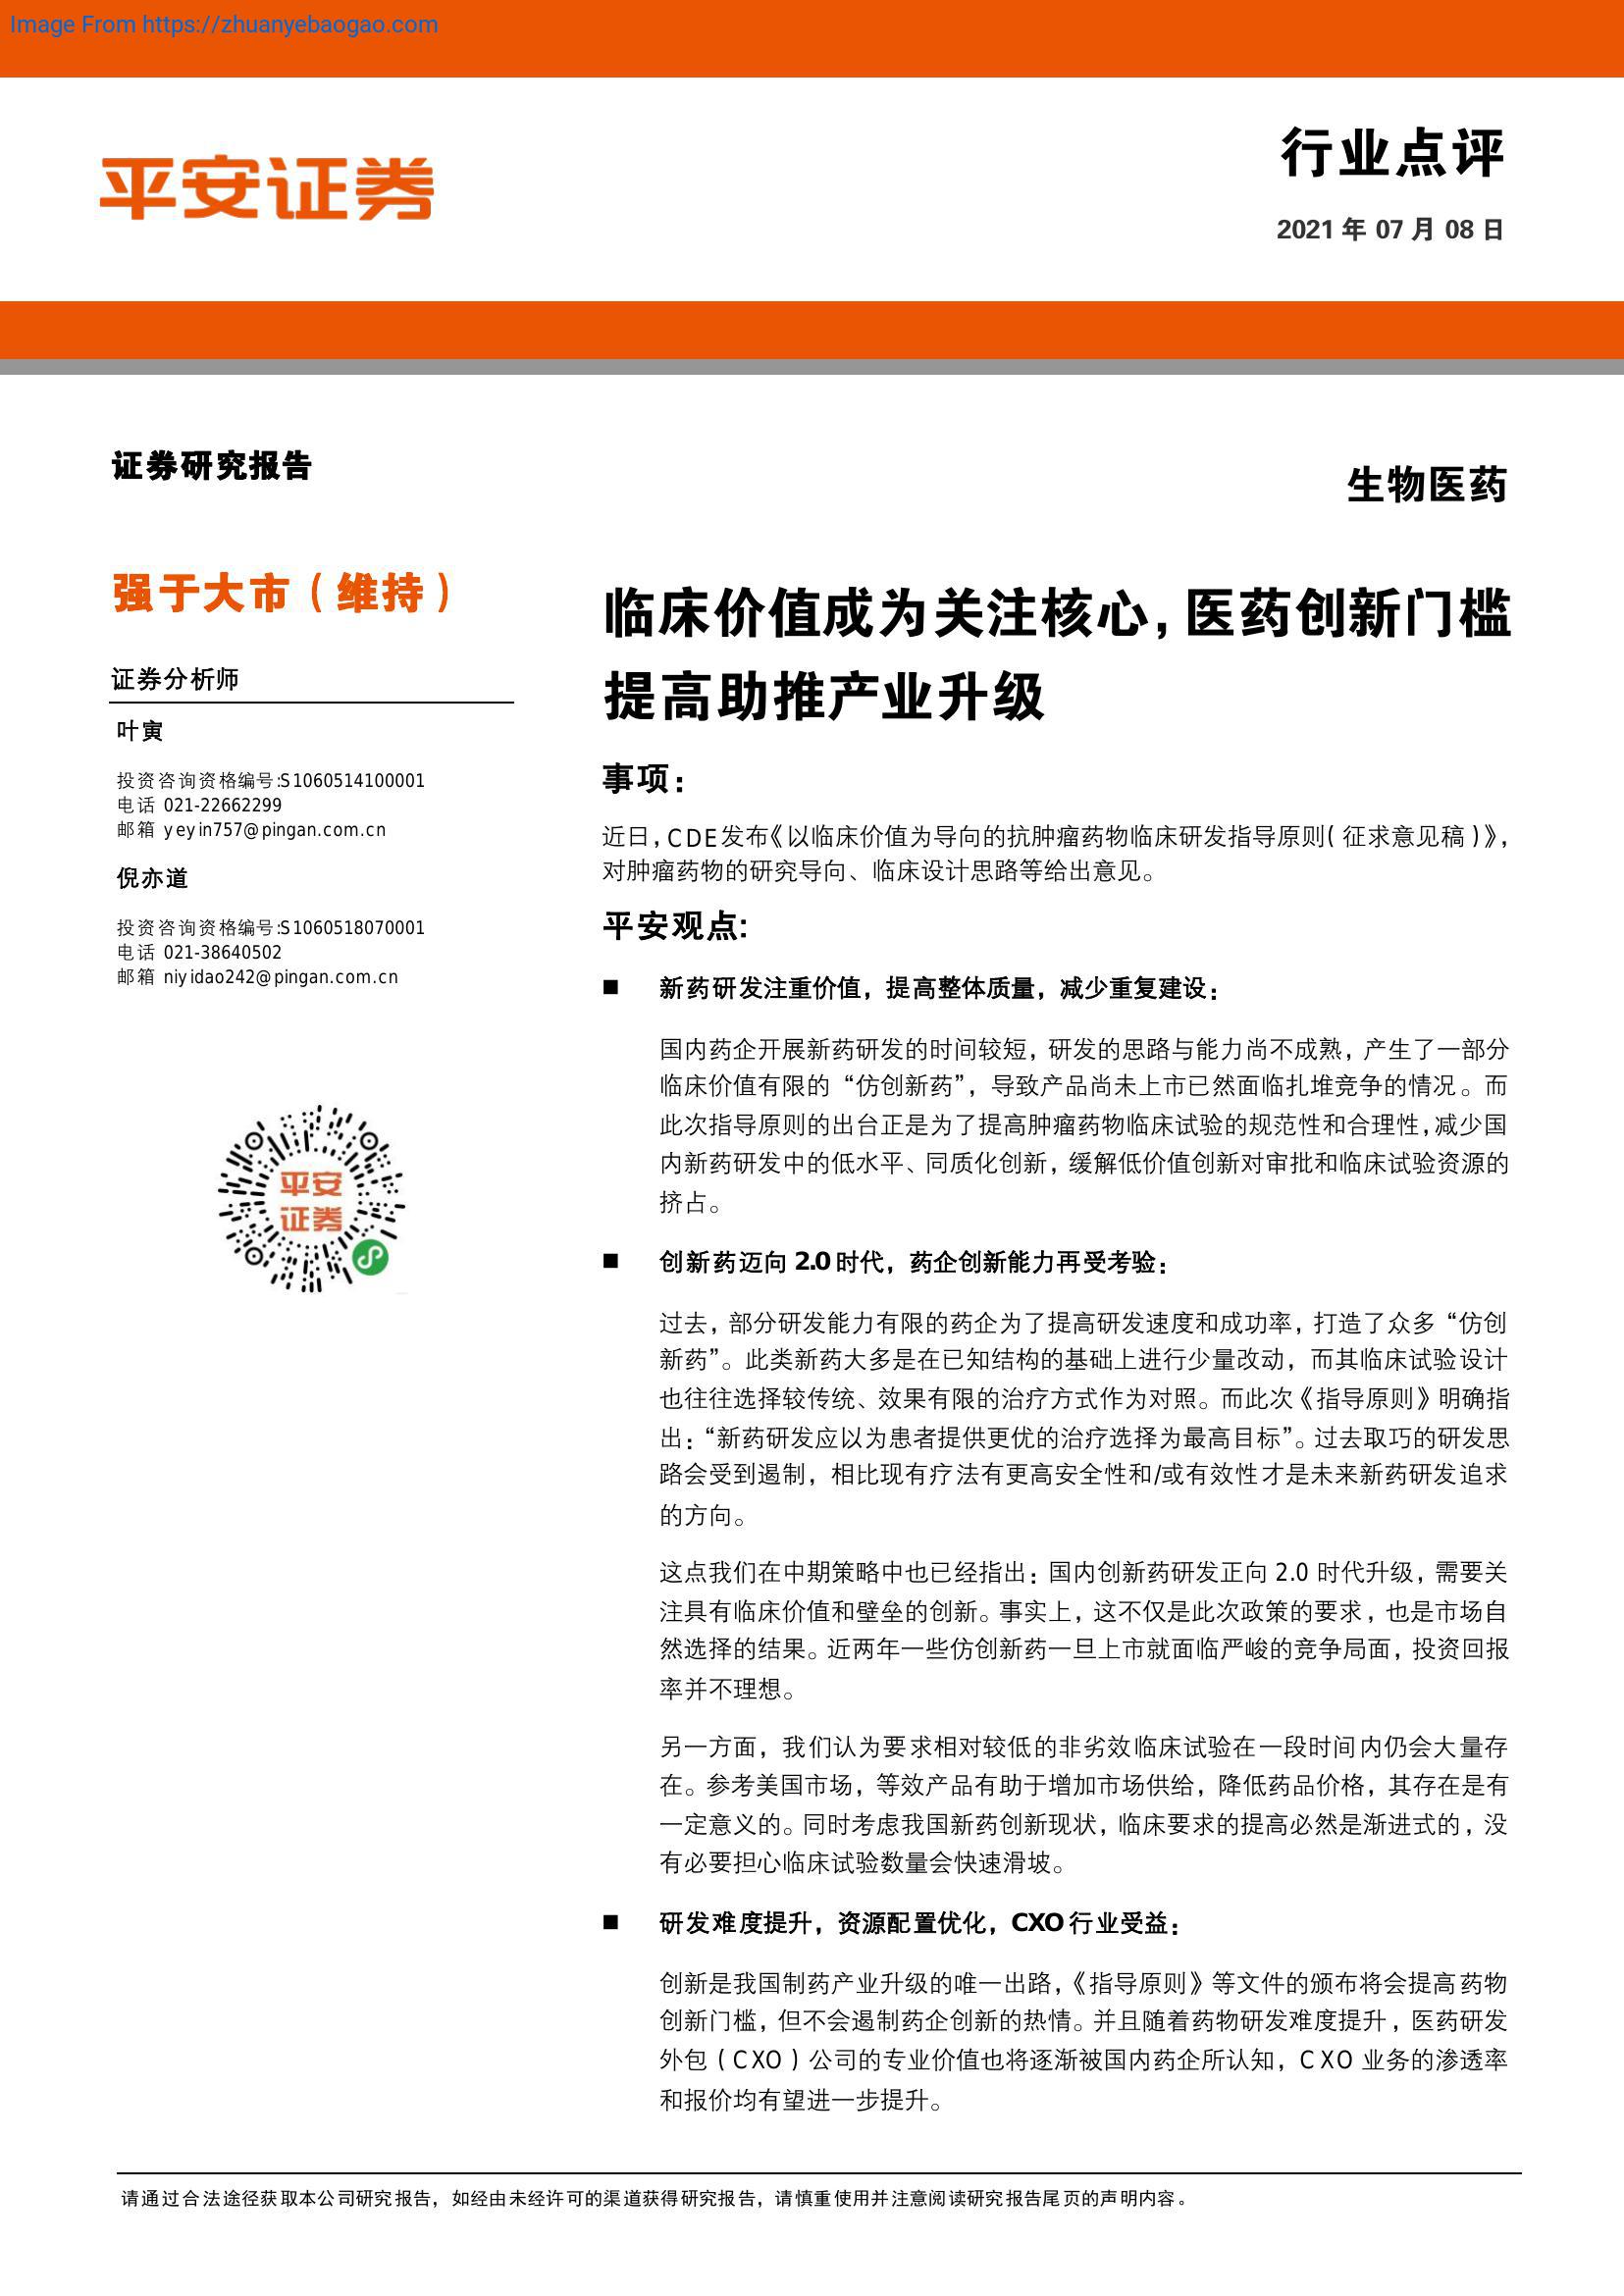 Image From https://zhuanyebaogao.com
平安证券
行业点评
2021 年 07 月 08 日
证券研究报告
生物医药
强于大市（维持）
证券分析师
叶寅
投资咨询资格编号:S1060514100001
电话 021-22662299
邮箱 yeyin757@pingan.com.cn
倪亦道
投资咨询资格编号:S1060518070001
电话 021-38640502
邮箱 niyidao242@pingan.com.cn
平安
证券
临床价值成为关注核心，医药创新门槛
提高助推产业升级
事项：
近日，CDE发布《以临床价值为导向的抗肿瘤药物临床研发指导原则(征求意见稿)》，
对肿瘤药物的研究导向、临床设计思路等给出意见。
平安观点:
■ 新药研发注重价值，提高整体质量，减少重复建设：
国内药企开展新药研发的时间较短，研发的思路与能力尚不成熟，产生了一部分
临床价值有限的“仿创新药”，导致产品尚未上市已然面临扎堆竞争的情况。而
此次指导原则的出台正是为了提高肿瘤药物临床试验的规范性和合理性，减少国
内新药研发中的低水平、同质化创新，缓解低价值创新对审批和临床试验资源的
挤占。
■ 创新药迈向 2.0 时代，药企创新能力再受考验：
过去，部分研发能力有限的药企为了提高研发速度和成功率，打造了众多“仿创
新药”。此类新药大多是在已知结构的基础上进行少量改动，而其临床试验设计
也往往选择较传统、效果有限的治疗方式作为对照。而此次《指导原则》明确指
出：“新药研发应以为患者提供更优的治疗选择为最高目标”。过去取巧的研发思
路会受到遏制，相比现有疗法有更高安全性和/或有效性才是未来新药研发追求
的方向。
这点我们在中期策略中也已经指出：国内创新药研发正向 2.0 时代升级，需要关
注具有临床价值和壁垒的创新。事实上，这不仅是此次政策的要求，也是市场自
然选择的结果。近两年一些仿创新药一旦上市就面临严峻的竞争局面，投资回报
率并不理想。
另一方面，我们认为要求相对较低的非劣效临床试验在一段时间内仍会大量存
在。参考美国市场，等效产品有助于增加市场供给，降低药品价格，其存在是有
一定意义的。同时考虑我国新药创新现状，临床要求的提高必然是渐进式的，没
有必要担心临床试验数量会快速滑坡。
■ 研发难度提升，资源配置优化，CXO 行业受益：
创新是我国制药产业升级的唯一出路，《指导原则》等文件的颁布将会提高药物
创新门槛，但不会遏制药企创新的热情。并且随着药物研发难度提升，医药研发
外包（CXO）公司的专业价值也将逐渐被国内药企所认知，CXO 业务的渗透率
和报价均有望进一步提升。
请通过合法途径获取本公司研究报告，如经由未经许可的渠道获得研究报告，请慎重使用并注意阅读研究报告尾页的声明内容。